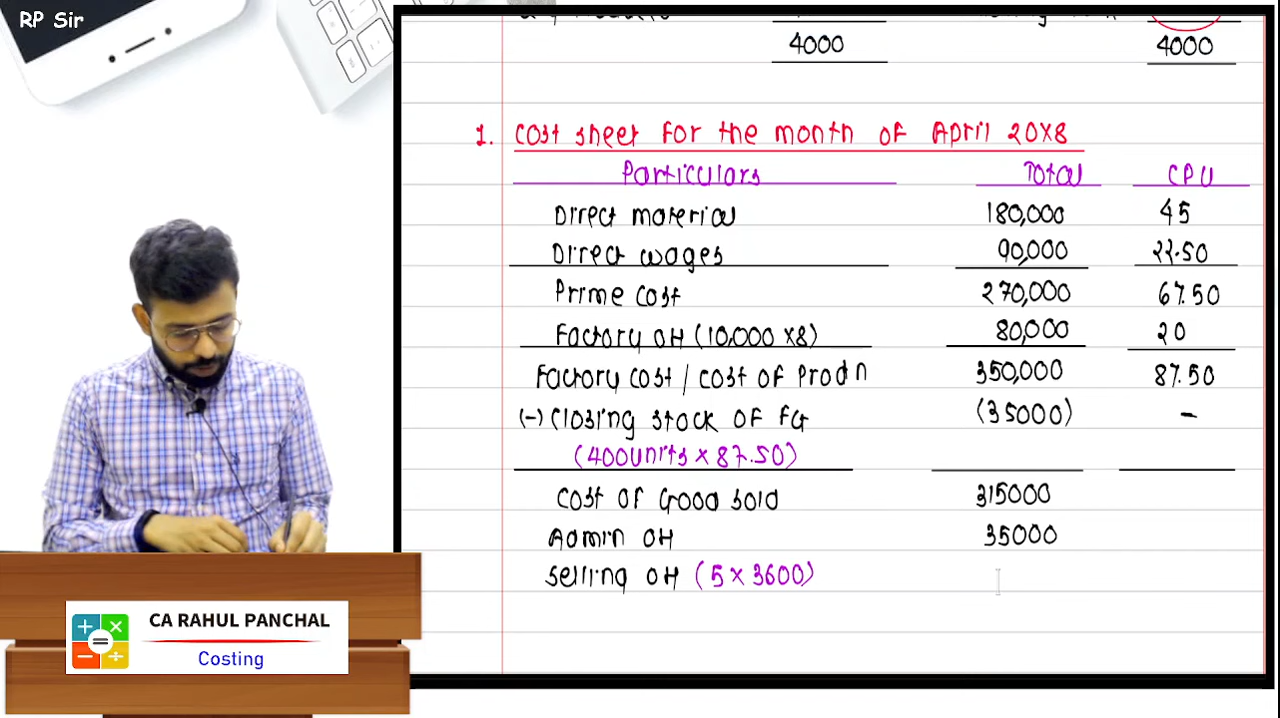 RP Sir
4000 4000
1. Cost sheet for the month of April 20X8
Particulars Total CPU
Direct material 180,000 45
Direct wages 90,000 22.50
Prime Cost 270,000 67.50
Factory OH (10,000 x8) 80,000 20
Factory cost / cost of Prodn 350,000 87.50
(-) Closing stock of FG (35000) -
(400units x 87.50)
Cost of Good sold 315000
Admin OH 35000
Selling OH (5 x 3600)
CA RAHUL PANCHAL
Costing